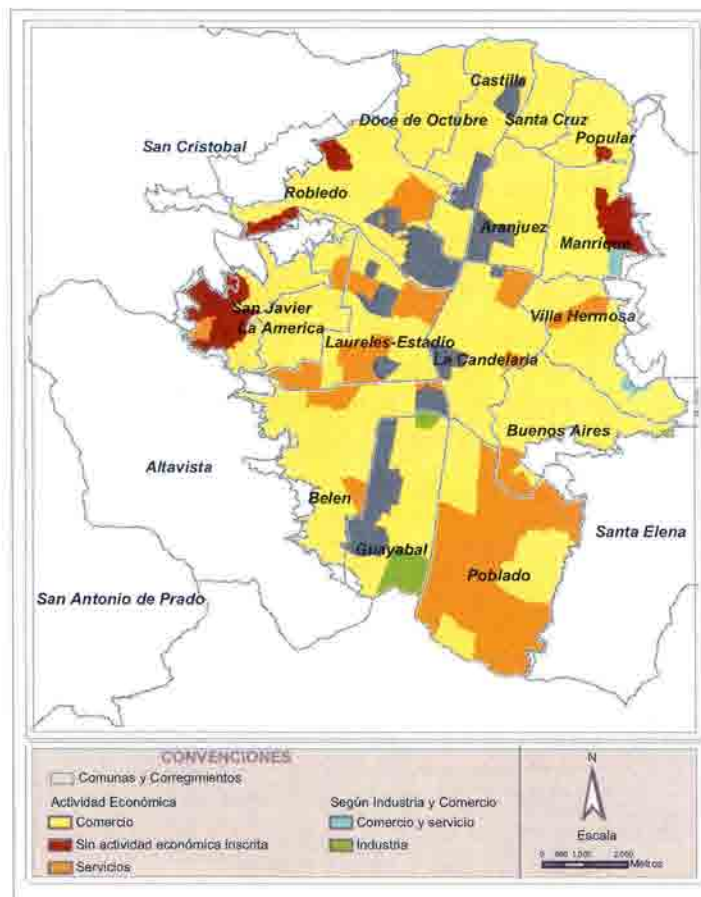 Castilla
Doce de Octubre
Santa Cruz
San Cristobal
Popular
Robledo
Aranjuez
Manrique
San Javier
Villa Hermosa
La America
Laureles-Estadio
La Candelaria
Buenos Aires
Altavista
Belen
Santa Elena
Guayabal
Poblado
San Antonio de Prado
CONVENCIONES
Comunas y Corregimientos
Actividad Económica
Según Industria y Comercio
Comercio
Comercio y servicio
Sin actividad económica Inscrita
Industria
Servicios
N
Escala
Metros